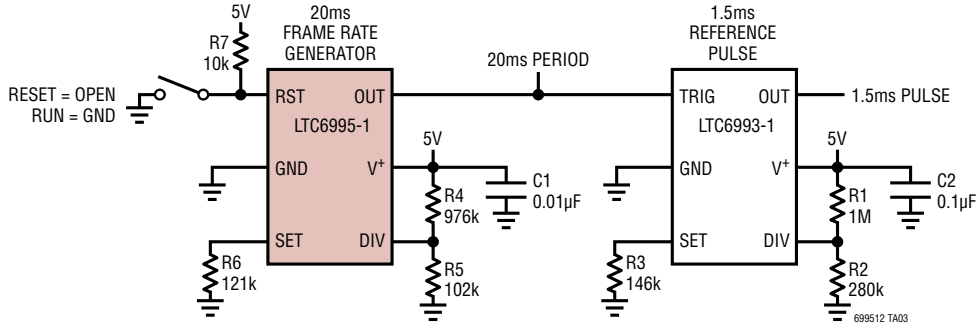 5V
20ms
FRAME RATE
GENERATOR
1.5ms
REFERENCE
PULSE
R7
10k
20ms PERIOD
RESET = OPEN
RUN = GND
RST
OUT
LTC6995-1
TRIG
OUT
LTC6993-1
1.5ms PULSE
5V
5V
GND
V+
C1
0.01µF
GND
V+
C2
0.1µF
R4
976k
R1
1M
SET
DIV
SET
DIV
R6
121k
R5
102k
R3
146k
R2
280k
699512 TA03